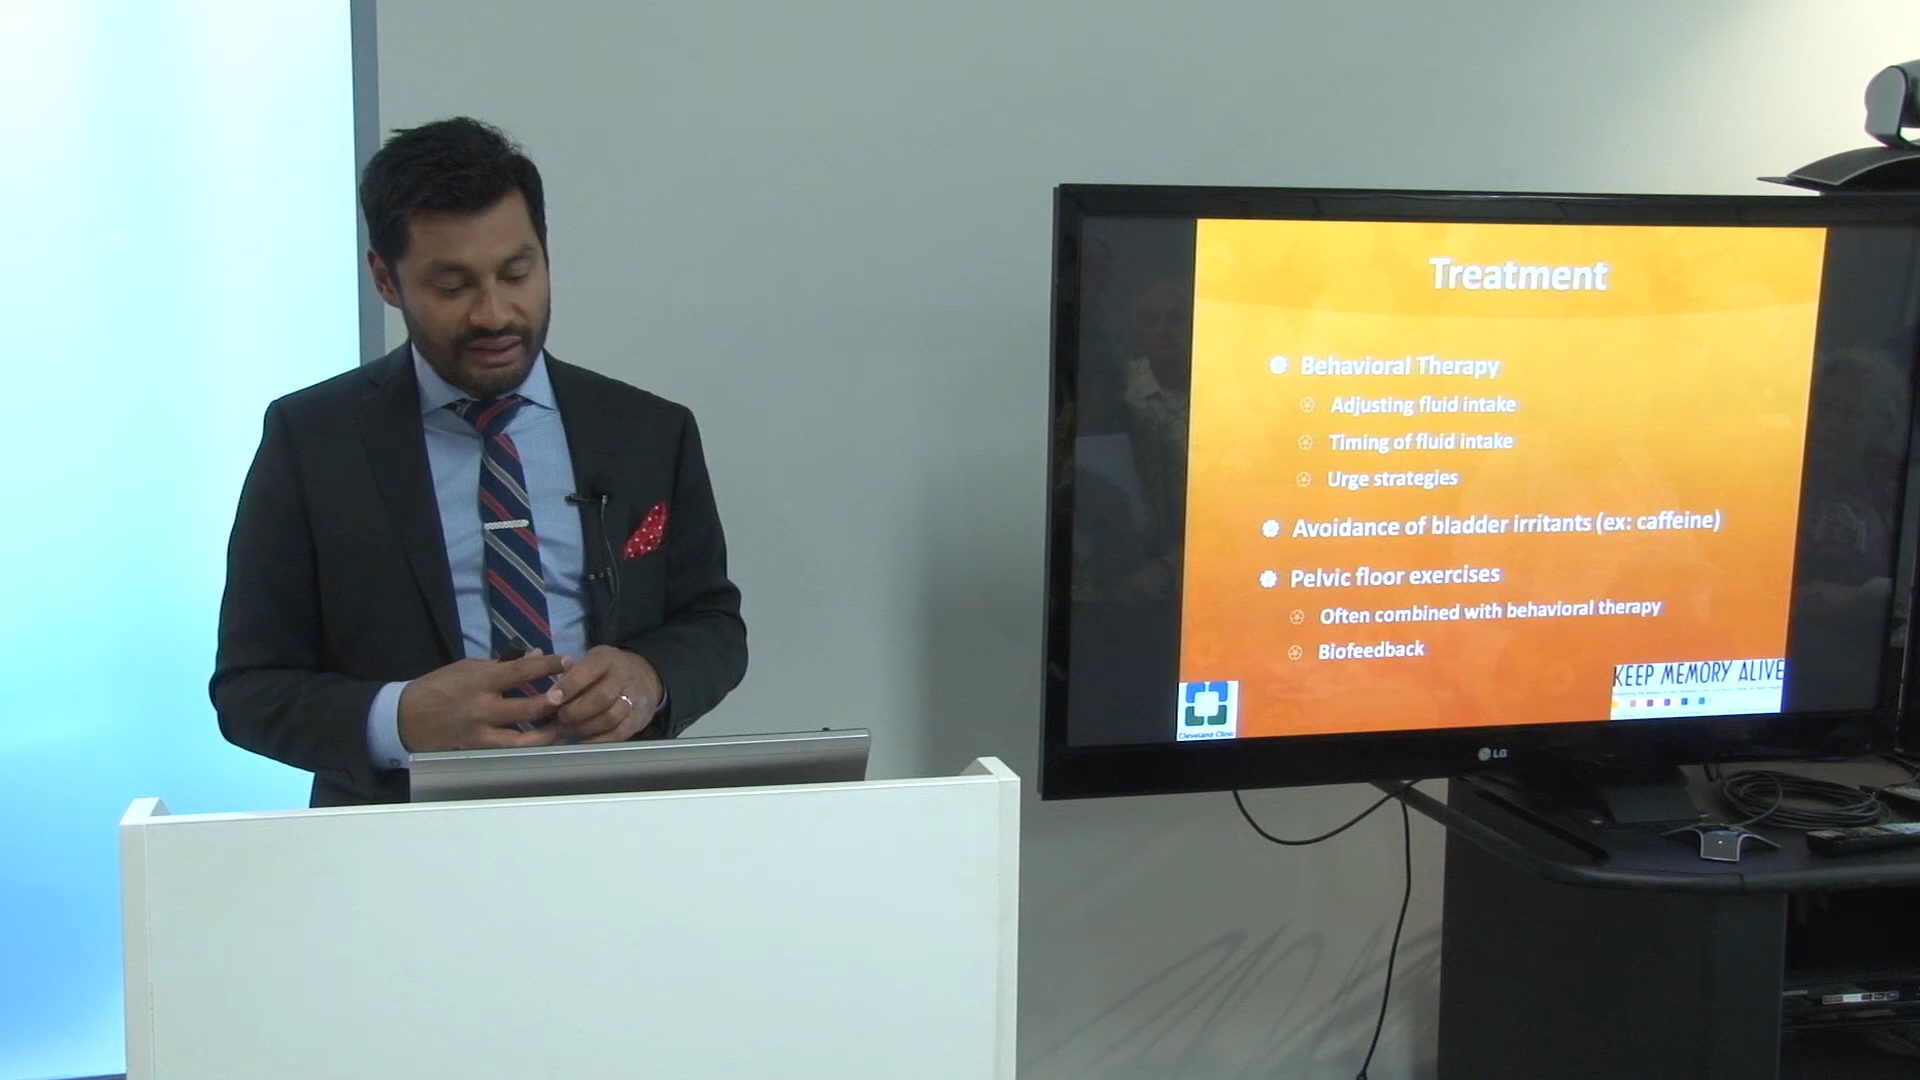 Treatment
Behavioral Therapy
Adjusting fluid intake
Timing of fluid intake
Urge strategies
Avoidance of bladder irritants (ex: caffeine)
Pelvic floor exercises
Often combined with behavioral therapy
Biofeedback
KEEP MEMORY ALIVE
Cleveland Clinic
LG